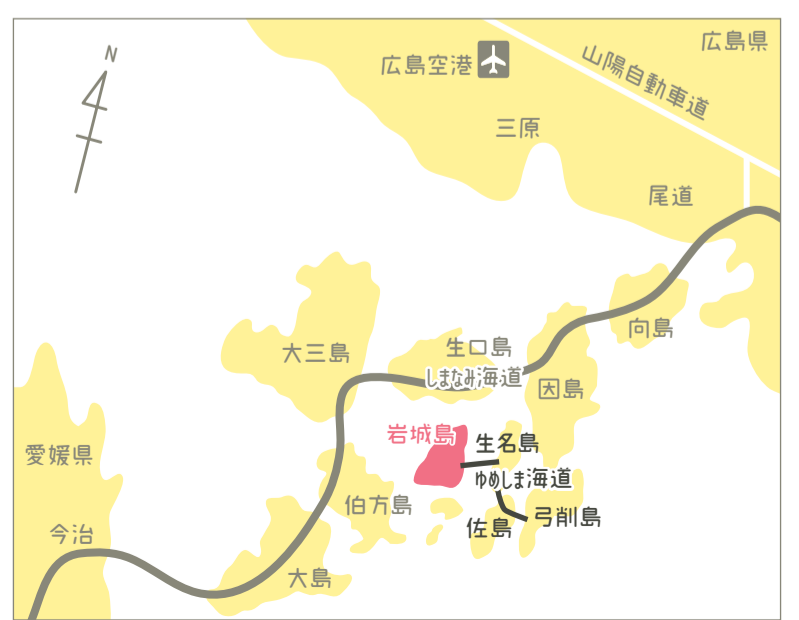 N
広島空港
山陽自動車道
広島県
三原
尾道
向島
大三島
生口島
しまなみ海道
因島
岩城島
生名島
ゆめしま海道
愛媛県
伯方島
佐島
弓削島
今治
大島